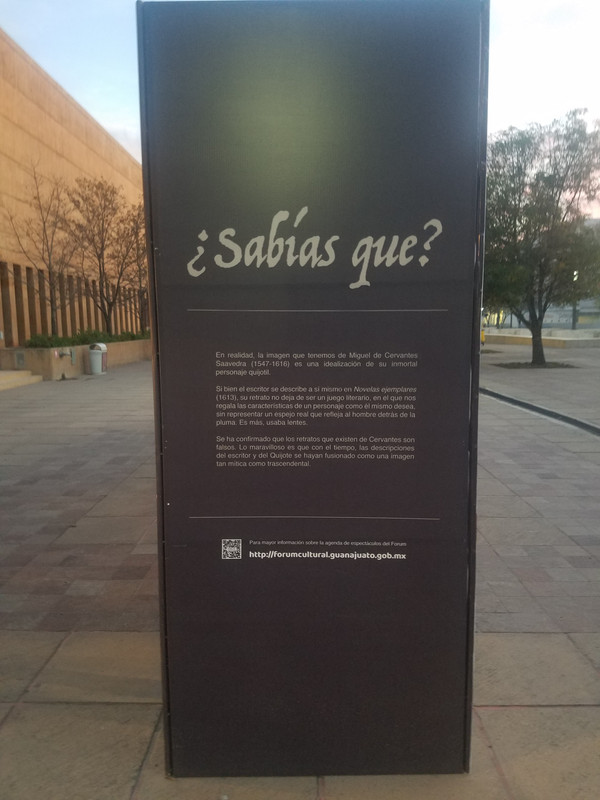 ¿Sabías que?
En realidad, la imagen que tenemos de Miguel de Cervantes
Saavedra (1547-1616) es una idealización de su inmortal
personaje quijotil.
Si bien el escritor se describe a sí mismo en Novelas ejemplares
(1613), su retrato no deja de ser un juego literario, en el que nos
regala las características de un personaje como él mismo desea,
sin representar un espejo real que refleja al hombre detrás de la
pluma. Es más, usaba lentes.
Se ha confirmado que los retratos que existen de Cervantes son
falsos. Lo maravilloso es que con el tiempo, las descripciones
del escritor y del Quijote se hayan fusionado como una imagen
tan mítica como trascendental.
Para mayor información sobre la agenda de espectáculos del Forum
http://forumcultural.guanajuato.gob.mx